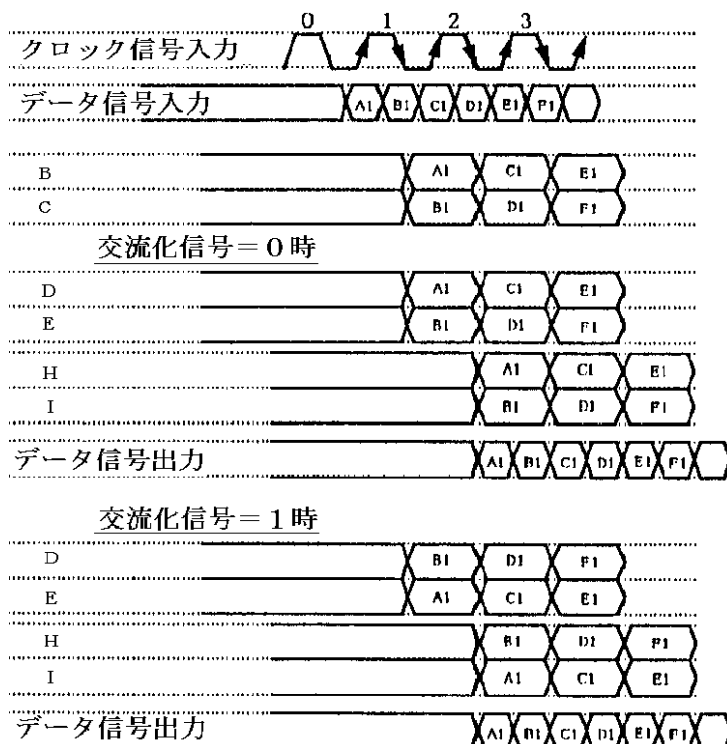 0 1 2 3
クロック信号入力
データ信号入力 A1 B1 C1 D1 E1 F1
B A1 C1 E1
C B1 D1 F1
交流化信号=0時
D A1 C1 E1
E B1 D1 F1
H A1 C1 E1
I B1 D1 F1
データ信号出力 A1 B1 C1 D1 E1 F1
交流化信号=1時
D B1 D1 F1
E A1 C1 E1
H B1 D1 F1
I A1 C1 E1
データ信号出力 A1 B1 C1 D1 E1 F1